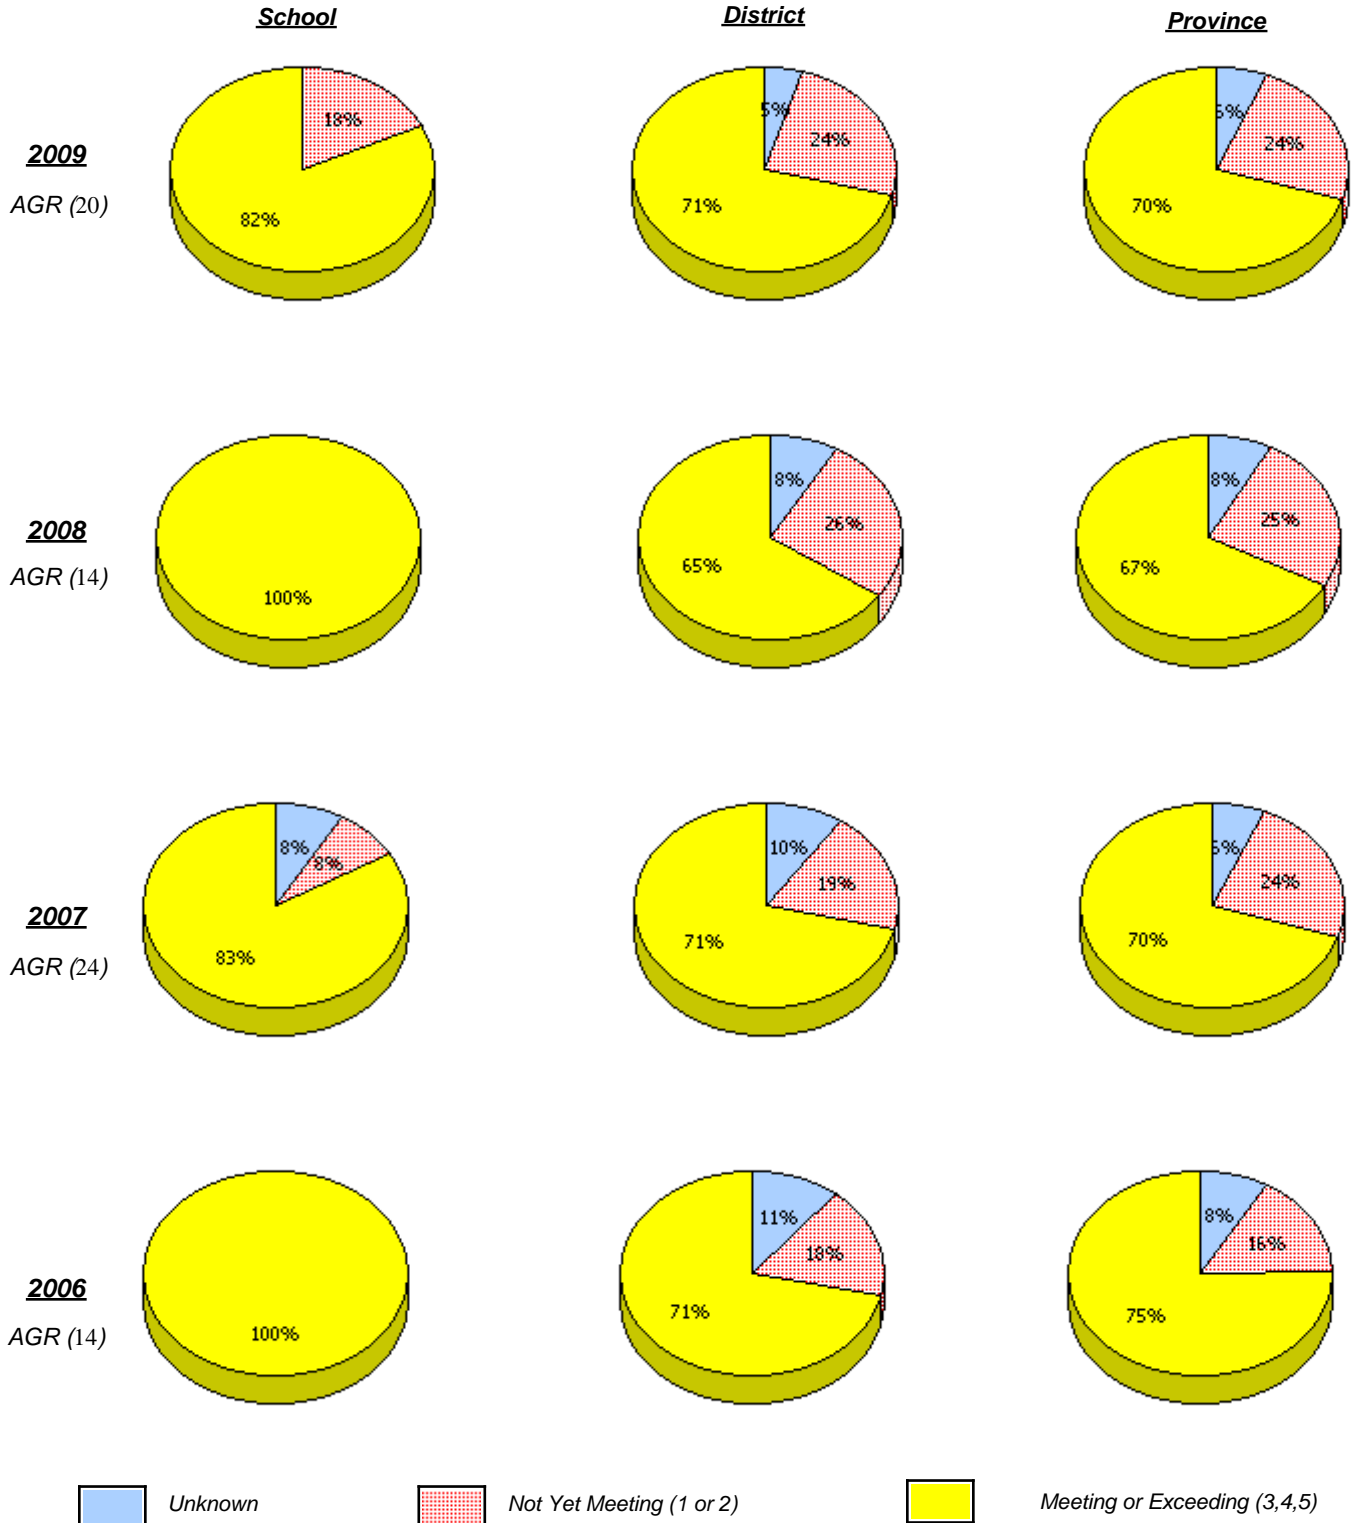 School District Province
18% 5% 24% 6% 24%
2009
AGR (20)
82% 71% 70%
8% 26% 8% 25%
2008
AGR (14)
100% 65% 67%
8% 8% 10% 19% 6% 24%
2007
AGR (24)
83% 71% 70%
11% 18% 8% 16%
2006
AGR (14)
100% 71% 75%
Unknown Not Yet Meeting (1 or 2) Meeting or Exceeding (3,4,5)